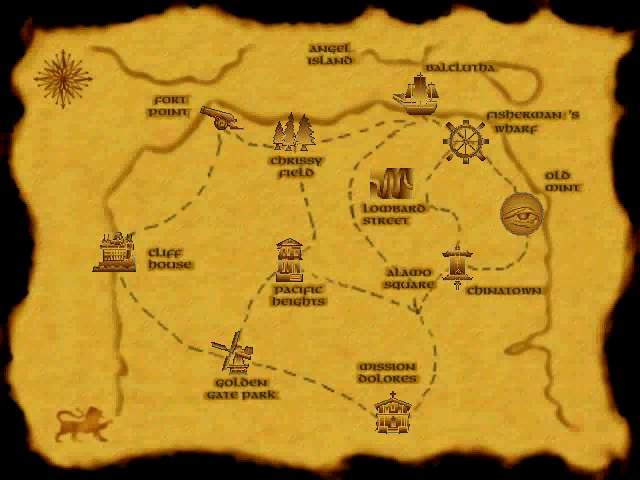 ANGEL
ISLAND
BALCLUTHA
FORT
POINT
FISHERMAN'S
WHARF
CHRISSY
FIELD
OLD
MINT
LOMBARD
STREET
CLIFF
HOUSE
ALAMO
SQUARE
CHINATOWN
PACIFIC
HEIGHTS
MISSION
DOLORES
GOLDEN
GATE PARK